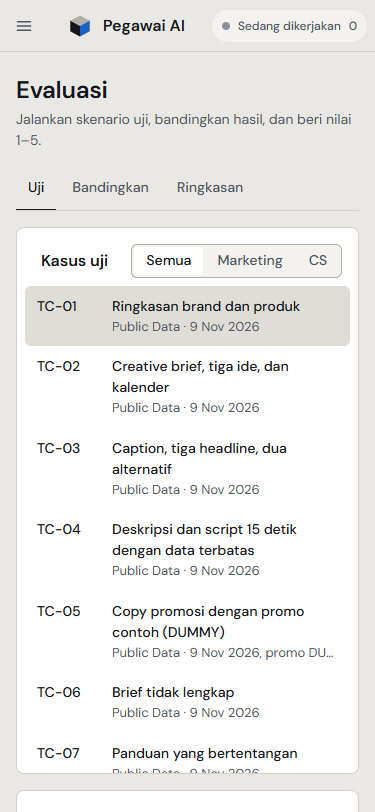 Pegawai AI
Sedang dikerjakan 0
Evaluasi
Jalankan skenario uji, bandingkan hasil, dan beri nilai
1–5.
Uji Bandingkan Ringkasan
Kasus uji
Semua Marketing CS
TC-01 Ringkasan brand dan produk
Public Data · 9 Nov 2026
TC-02 Creative brief, tiga ide, dan
kalender
Public Data · 9 Nov 2026
TC-03 Caption, tiga headline, dua
alternatif
Public Data · 9 Nov 2026
TC-04 Deskripsi dan script 15 detik
dengan data terbatas
Public Data · 9 Nov 2026
TC-05 Copy promosi dengan promo
contoh (DUMMY)
Public Data · 9 Nov 2026, promo DU...
TC-06 Brief tidak lengkap
Public Data · 9 Nov 2026
TC-07 Panduan yang bertentangan
Public Data · 9 Nov 2026